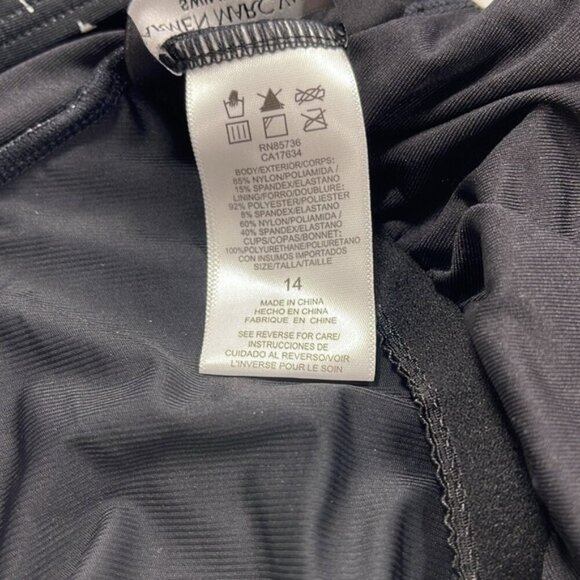 RMEN MARC V
SWIM
RN85736
CA17634
BODY/EXTERIOR/CORPS:
85% NYLON/POLIAMIDA /
15% SPANDEX/ELASTANO
LINING/FORRO/DOUBLURE:
92% POLYESTER/POLIESTER
8% SPANDEX/ELASTANO
60% NYLON/POLIAMIDA /
40% SPANDEX/ELASTANO
CUPS/COPAS/BONNET:
100%POLYURETHANE/POLIURETANO
CON INSUMOS IMPORTADOS
SIZE/TALLA/TAILLE
14
MADE IN CHINA
HECHO EN CHINA
FABRIQUE EN CHINE
SEE REVERSE FOR CARE/
INSTRUCCIONES DE
CUIDADO AL REVERSO/VOIR
L'INVERSE POUR LE SOIN